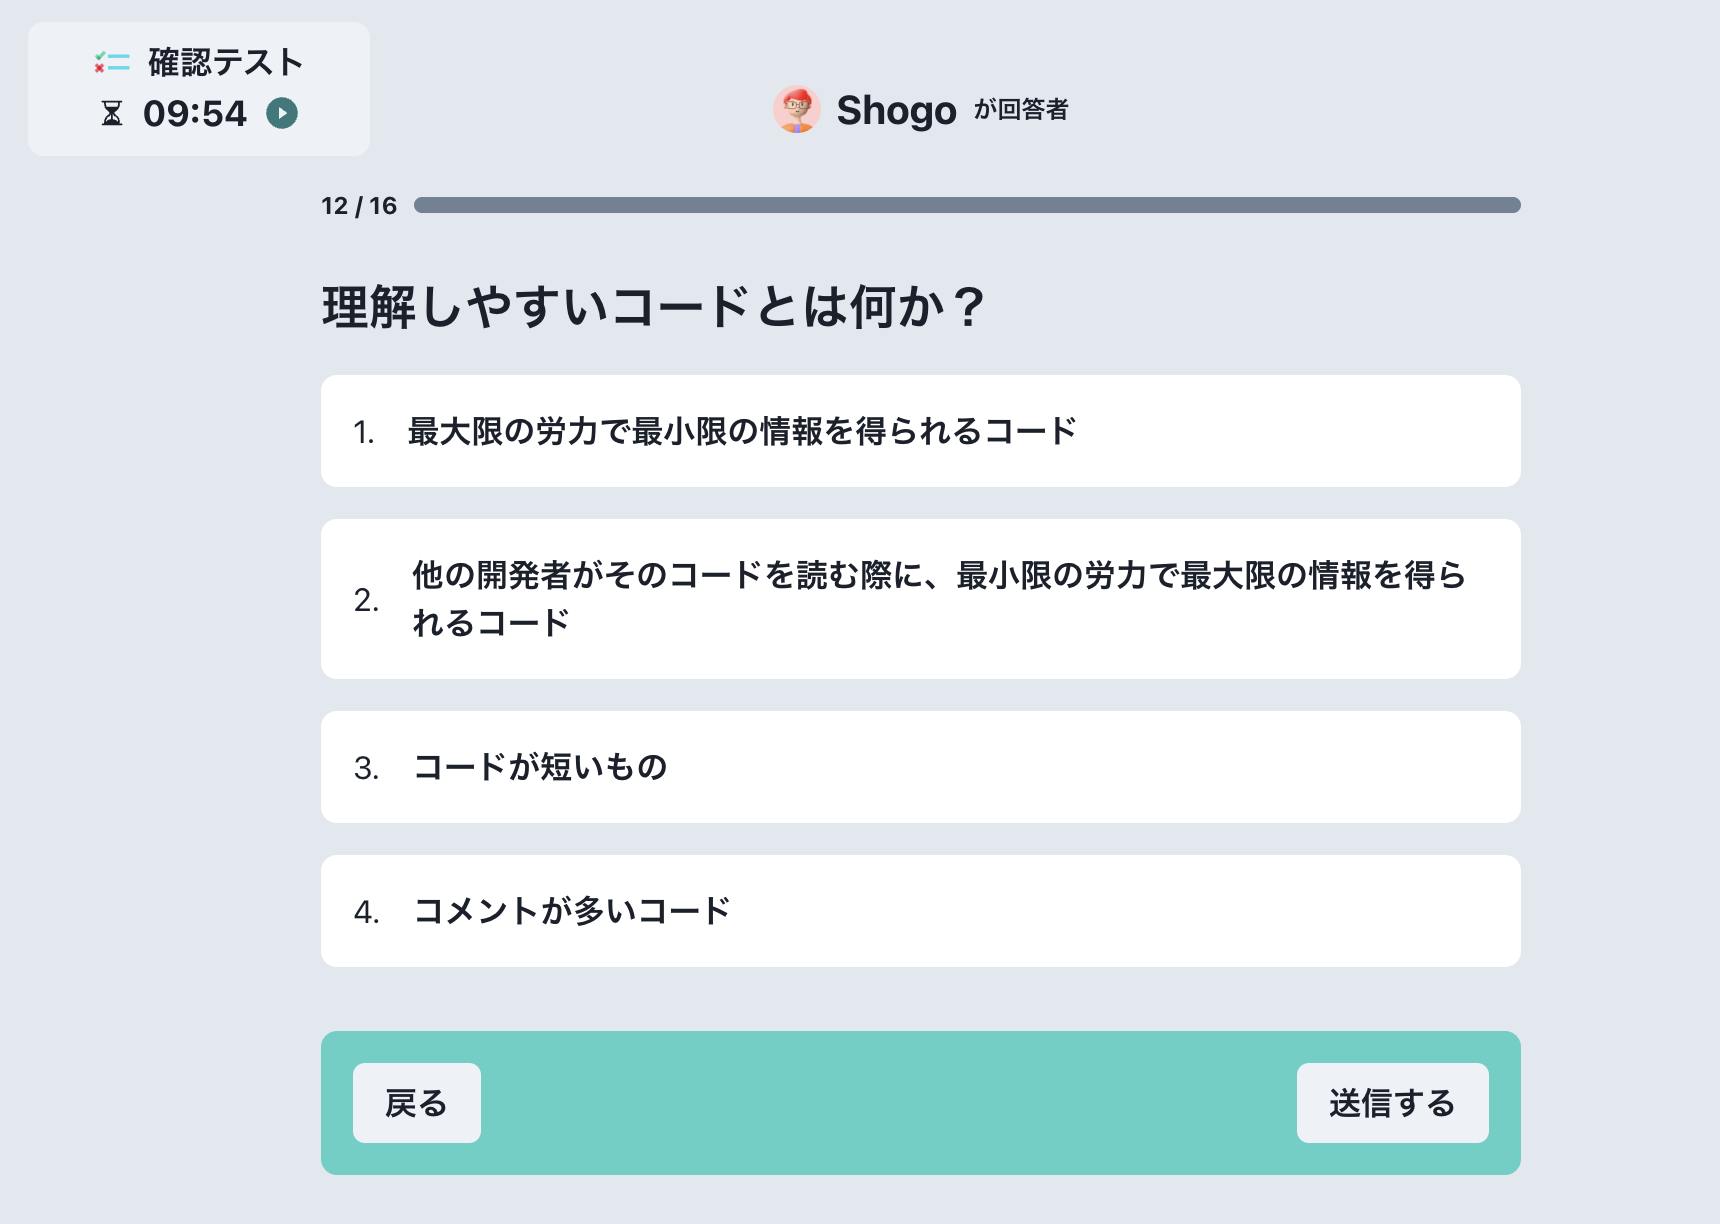 確認テスト
09:54
Shogo が回答者
12 / 16
理解しやすいコードとは何か？
1. 最大限の労力で最小限の情報を得られるコード
2. 他の開発者がそのコードを読む際に、最小限の労力で最大限の情報を得ら
れるコード
3. コードが短いもの
4. コメントが多いコード
戻る
送信する